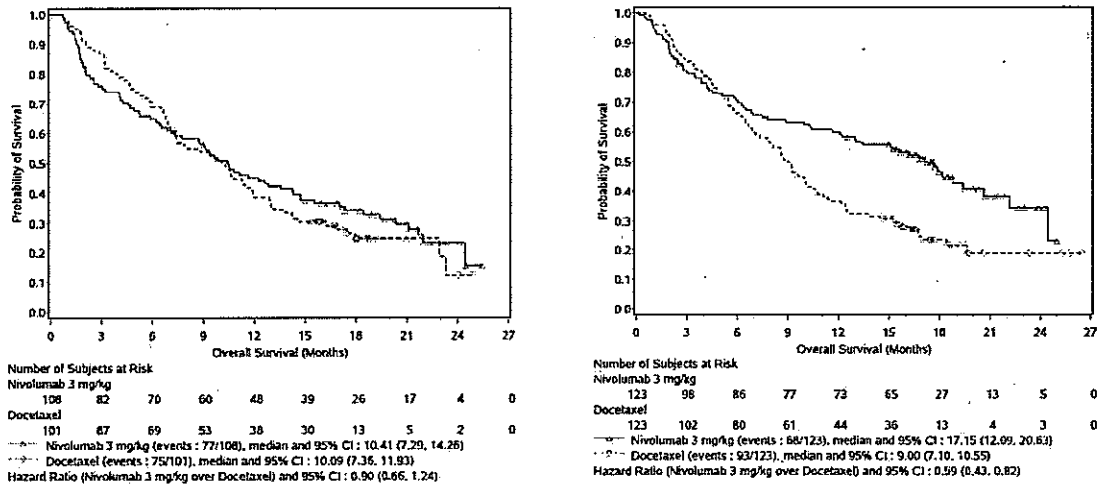 1.0
0.9
0.8
0.7
0.6
0.5
0.4
0.3
0.2
0.1
0.0
Probability of Survival
0 3 6 9 12 15 18 21 24 27
Overall Survival (Months)
Number of Subjects at Risk
Nivolumab 3 mg/kg
108 82 70 60 48 39 26 17 4 0
Docetaxel
101 87 69 53 38 30 13 5 2 0
Nivolumab 3 mg/kg (events : 77/108), median and 95% CI : 10.41 (7.29, 14.26)
Docetaxel (events : 75/101), median and 95% CI : 10.09 (7.36, 11.93)
Hazard Ratio (Nivolumab 3 mg/kg over Docetaxel) and 95% CI : 0.90 (0.66, 1.24)
1.0
0.9
0.8
0.7
0.6
0.5
0.4
0.3
0.2
0.1
0.0
Probability of Survival
0 3 6 9 12 15 18 21 24 27
Overall Survival (Months)
Number of Subjects at Risk
Nivolumab 3 mg/kg
123 98 86 77 73 65 27 13 5 0
Docetaxel
123 102 80 61 44 36 13 4 3 0
Nivolumab 3 mg/kg (events : 68/123), median and 95% CI : 17.15 (12.09, 20.63)
Docetaxel (events : 93/123), median and 95% CI : 9.00 (7.10, 10.55)
Hazard Ratio (Nivolumab 3 mg/kg over Docetaxel) and 95% CI : 0.59 (0.43, 0.82)